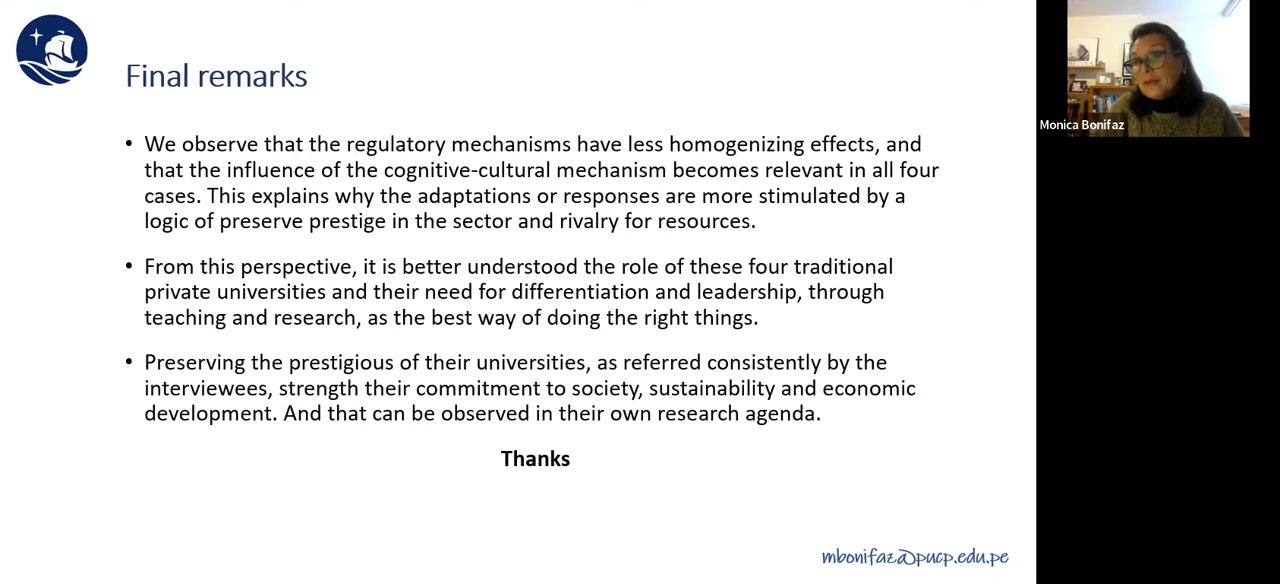 Final remarks
• We observe that the regulatory mechanisms have less homogenizing effects, and
that the influence of the cognitive-cultural mechanism becomes relevant in all four
cases. This explains why the adaptations or responses are more stimulated by a
logic of preserve prestige in the sector and rivalry for resources.
• From this perspective, it is better understood the role of these four traditional
private universities and their need for differentiation and leadership, through
teaching and research, as the best way of doing the right things.
• Preserving the prestigious of their universities, as referred consistently by the
interviewees, strength their commitment to society, sustainability and economic
development. And that can be observed in their own research agenda.
Thanks
mbonifaz@pucp.edu.pe
Monica Bonifaz